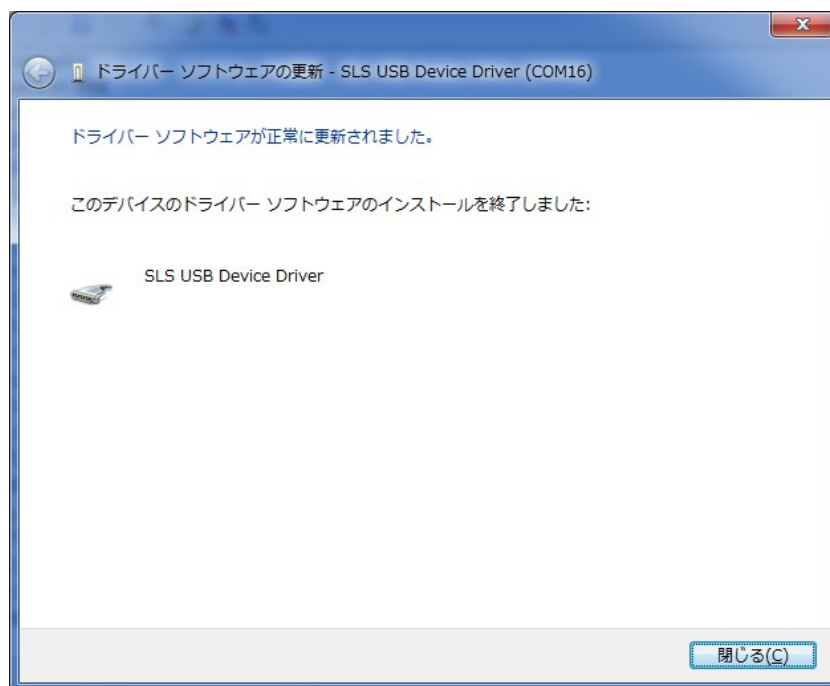 ドライバー ソフトウェアの更新 - SLS USB Device Driver (COM16)
ドライバー ソフトウェアが正常に更新されました。
このデバイスのドライバー ソフトウェアのインストールを終了しました:
SLS USB Device Driver
閉じる(C)